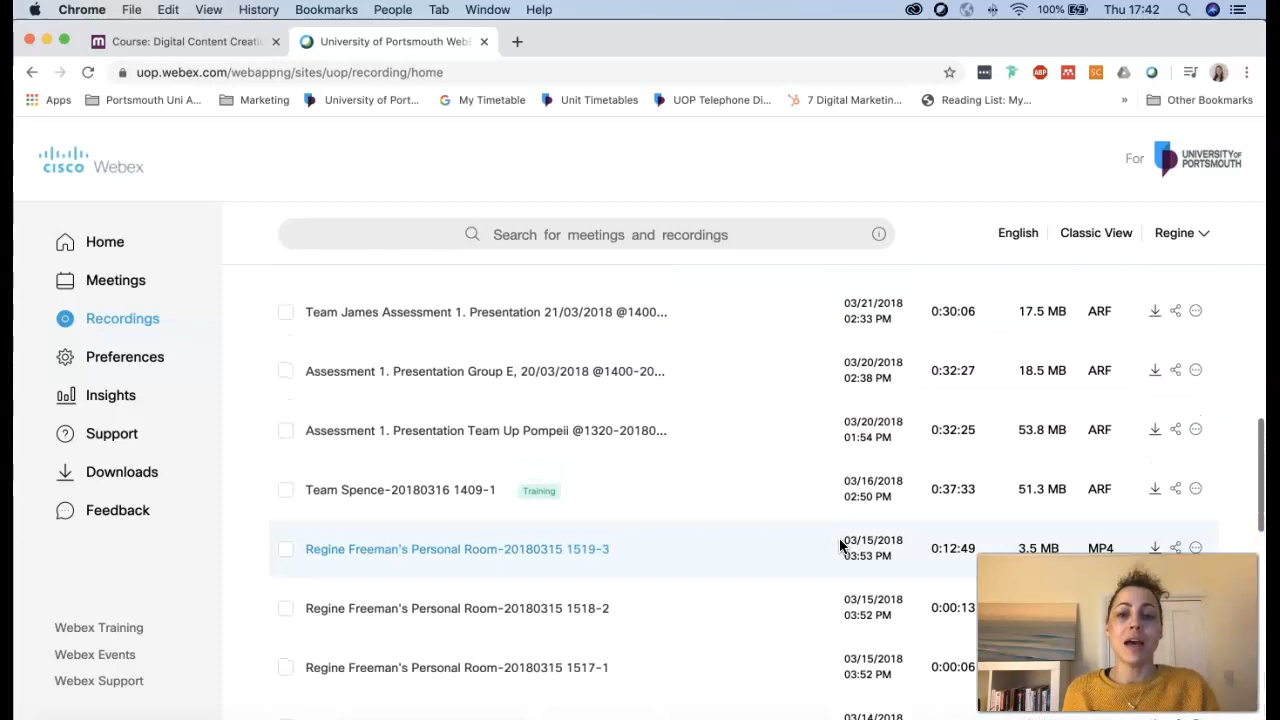 Chrome File Edit View History Bookmarks People Tab Window Help 100% Thu 17:42
Course: Digital Content Creati University of Portsmouth WebE
uop.webex.com/webappng/sites/uop/recording/home ABP SC
Apps Portsmouth Uni A... Marketing University of Port... My Timetable Unit Timetables UOP Telephone Di... 7 Digital Marketin... Reading List: My... » Other Bookmarks
CISCO Webex For UNIVERSITY OF PORTSMOUTH
Search for meetings and recordings English Classic View Regine
Home
Meetings
Recordings
Preferences
Insights
Support
Downloads
Feedback
Webex Training
Webex Events
Webex Support
Team James Assessment 1. Presentation 21/03/2018 @1400... 03/21/2018 02:33 PM 0:30:06 17.5 MB ARF
Assessment 1. Presentation Group E, 20/03/2018 @1400-20... 03/20/2018 02:38 PM 0:32:27 18.5 MB ARF
Assessment 1. Presentation Team Up Pompeii @1320-20180... 03/20/2018 01:54 PM 0:32:25 53.8 MB ARF
Team Spence-20180316 1409-1 Training 03/16/2018 02:50 PM 0:37:33 51.3 MB ARF
Regine Freeman's Personal Room-20180315 1519-3 03/15/2018 03:53 PM 0:12:49 3.5 MB MP4
Regine Freeman's Personal Room-20180315 1518-2 03/15/2018 03:52 PM 0:00:13
Regine Freeman's Personal Room-20180315 1517-1 03/15/2018 03:52 PM 0:00:06
03/14/2018